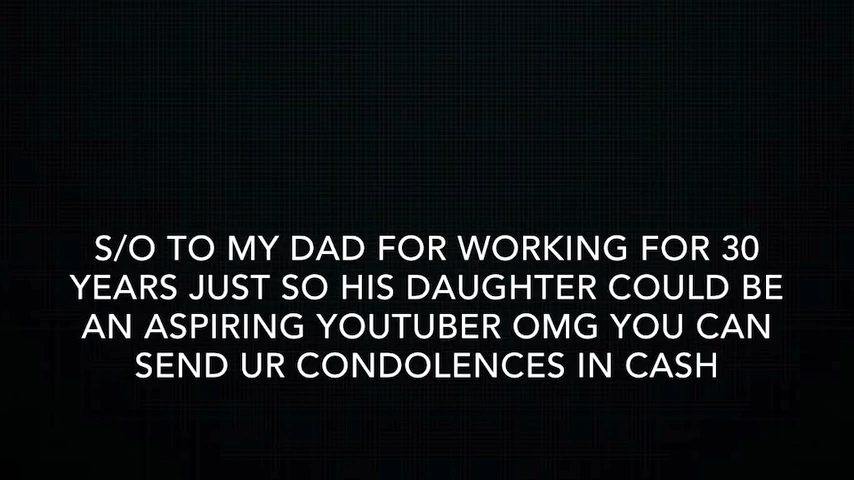 S/O TO MY DAD FOR WORKING FOR 30
YEARS JUST SO HIS DAUGHTER COULD BE
AN ASPIRING YOUTUBER OMG YOU CAN
SEND UR CONDOLENCES IN CASH